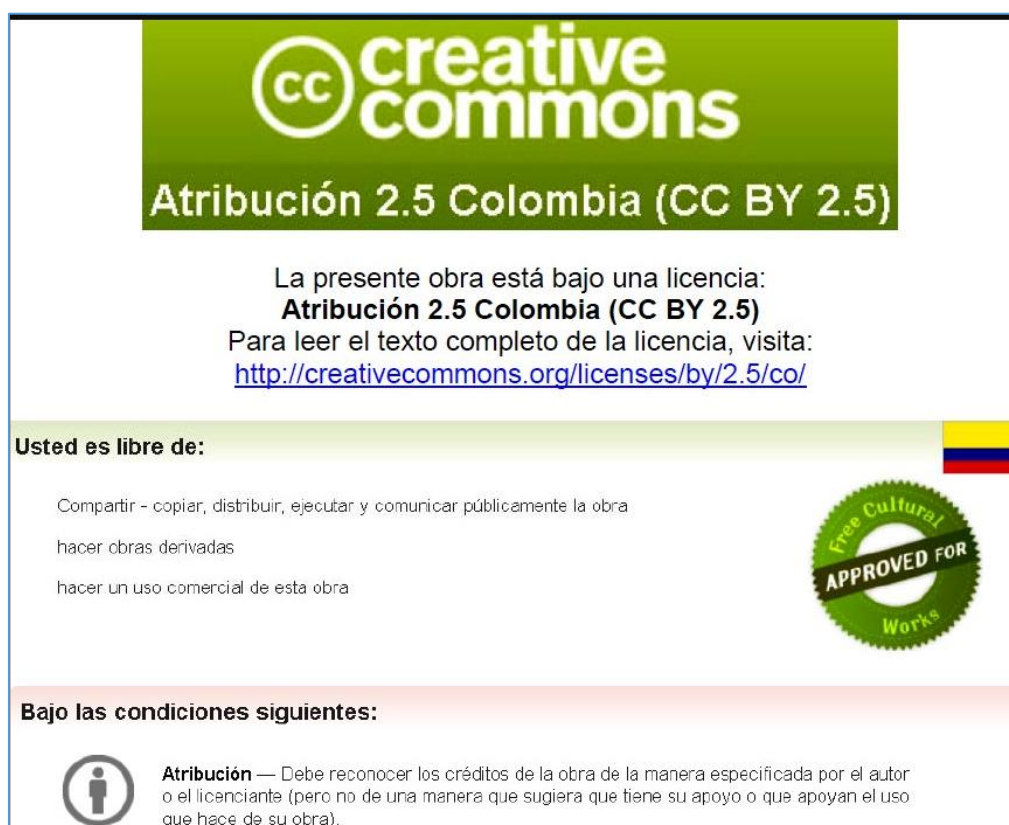 cc creative
commons
Atribución 2.5 Colombia (CC BY 2.5)
La presente obra está bajo una licencia:
Atribución 2.5 Colombia (CC BY 2.5)
Para leer el texto completo de la licencia, visita:
http://creativecommons.org/licenses/by/2.5/co/
Usted es libre de:
Compartir - copiar, distribuir, ejecutar y comunicar públicamente la obra
hacer obras derivadas
hacer un uso comercial de esta obra
Free Cultural
APPROVED FOR
Works
Bajo las condiciones siguientes:
Atribución — Debe reconocer los créditos de la obra de la manera especificada por el autor
o el licenciante (pero no de una manera que sugiera que tiene su apoyo o que apoyan el uso
que hace de su obra).